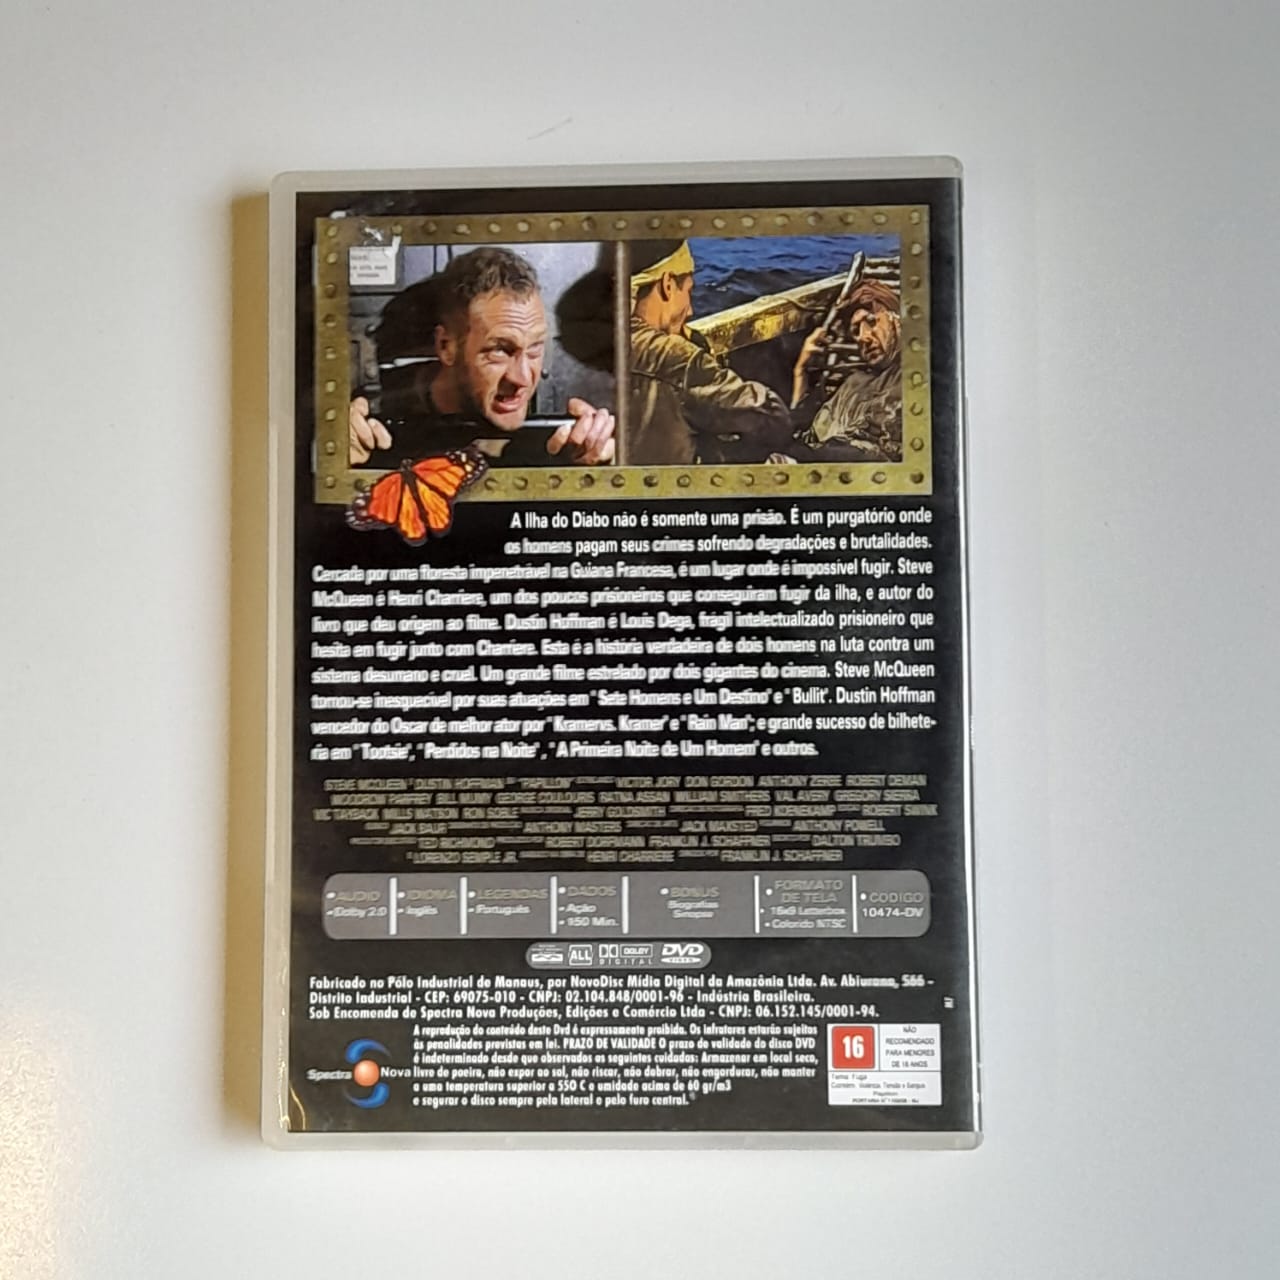 A Ilha do Diabo não é somente uma prisão. É um purgatório onde
os homens pagam seus crimes sofrendo degradações e brutalidades.
Cercada por uma floresta impenetrável na Guiana Francesa, é um lugar onde é impossível fugir. Steve
McQueen é Henri Charriere, um dos poucos prisioneiros que conseguiram fugir da ilha, e autor do
livro que deu origem ao filme. Dustin Hoffman é Louis Dega, frágil intelectualizado prisioneiro que
hesita em fugir junto com Charriere. Esta é a história verdadeira de dois homens na luta contra um
sistema desumano e cruel. Um grande filme estrelado por dois gigantes do cinema. Steve McQueen
tornou-se inesquecível por suas atuações em "Sete Homens e Um Destino" e "Bullit". Dustin Hoffman
vencedor do Oscar de melhor ator por "Kramer vs. Kramer" e "Rain Man"; e grande sucesso de bilhete-
ria em "Tootsie", "Perdidos na Noite", "A Primeira Noite de Um Homem" e outros.
STEVE MCQUEEN DUSTIN HOFFMAN "PAPILLON" VICTOR JORY DON GORDON ANTHONY ZERBE ROBERT DEMAN
BILL MUMY GEORGE COULOURIS RATNA ASSAN WILLIAM SMITHERS VAL AVERY GREGORY SIERRA
VIC TAYBACK MILLS WATSON RON SOBLE JERRY GOLDSMITH FRED KOENEKAMP ROBERT SWINK
JACK BAUR ANTHONY MASTERS JACK MAXSTED ANTHONY POWELL
TED RICHMOND ROBERT DORFMANN FRANKLIN J. SCHAFFNER DALTON TRUMBO
LORENZO SEMPLE JR. HENRI CHARRIERE FRANKLIN J. SCHAFFNER
• AUDIO
- Dolby 2.0
• IDIOMA
- Inglês
• LEGENDAS
- Português
• DADOS
- Ação
- 150 Min.
• BONUS
Biografias
Sinopse
• FORMATO
DE TELA
• 16x9 Letterbox
• Colorido NTSC
• CODIGO
10474-DV
ALL
DOLBY
DIGITAL
DVD
VIDEO
Fabricado no Pólo Industrial de Manaus, por NovoDisc Mídia Digital da Amazônia Ltda. Av. Abiurana, 566 -
Distrito Industrial - CEP: 69075-010 - CNPJ: 02.104.848/0001-96 - Indústria Brasileira.
Sob Encomenda de Spectra Nova Produções, Edições e Comércio Ltda - CNPJ: 06.152.145/0001-94.
A reprodução do conteúdo deste Dvd é expressamente proibida. Os infratores estarão sujeitos
às penalidades previstas em lei. PRAZO DE VALIDADE O prazo de validade do disco DVD
é indeterminado desde que observados os seguintes cuidados: Armazenar em local seco,
livre de poeira, não expor ao sol, não riscar, não dobrar, não engordurar, não manter
a uma temperatura superior a 550 C e umidade acima de 60 gr/m3
e segurar o disco sempre pela lateral e pelo furo central.
Spectra Nova
16
NÃO
RECOMENDADO
PARA MENORES
DE 16 ANOS
Tema: Fuga
Contém: Violência, Tensão e Sangue